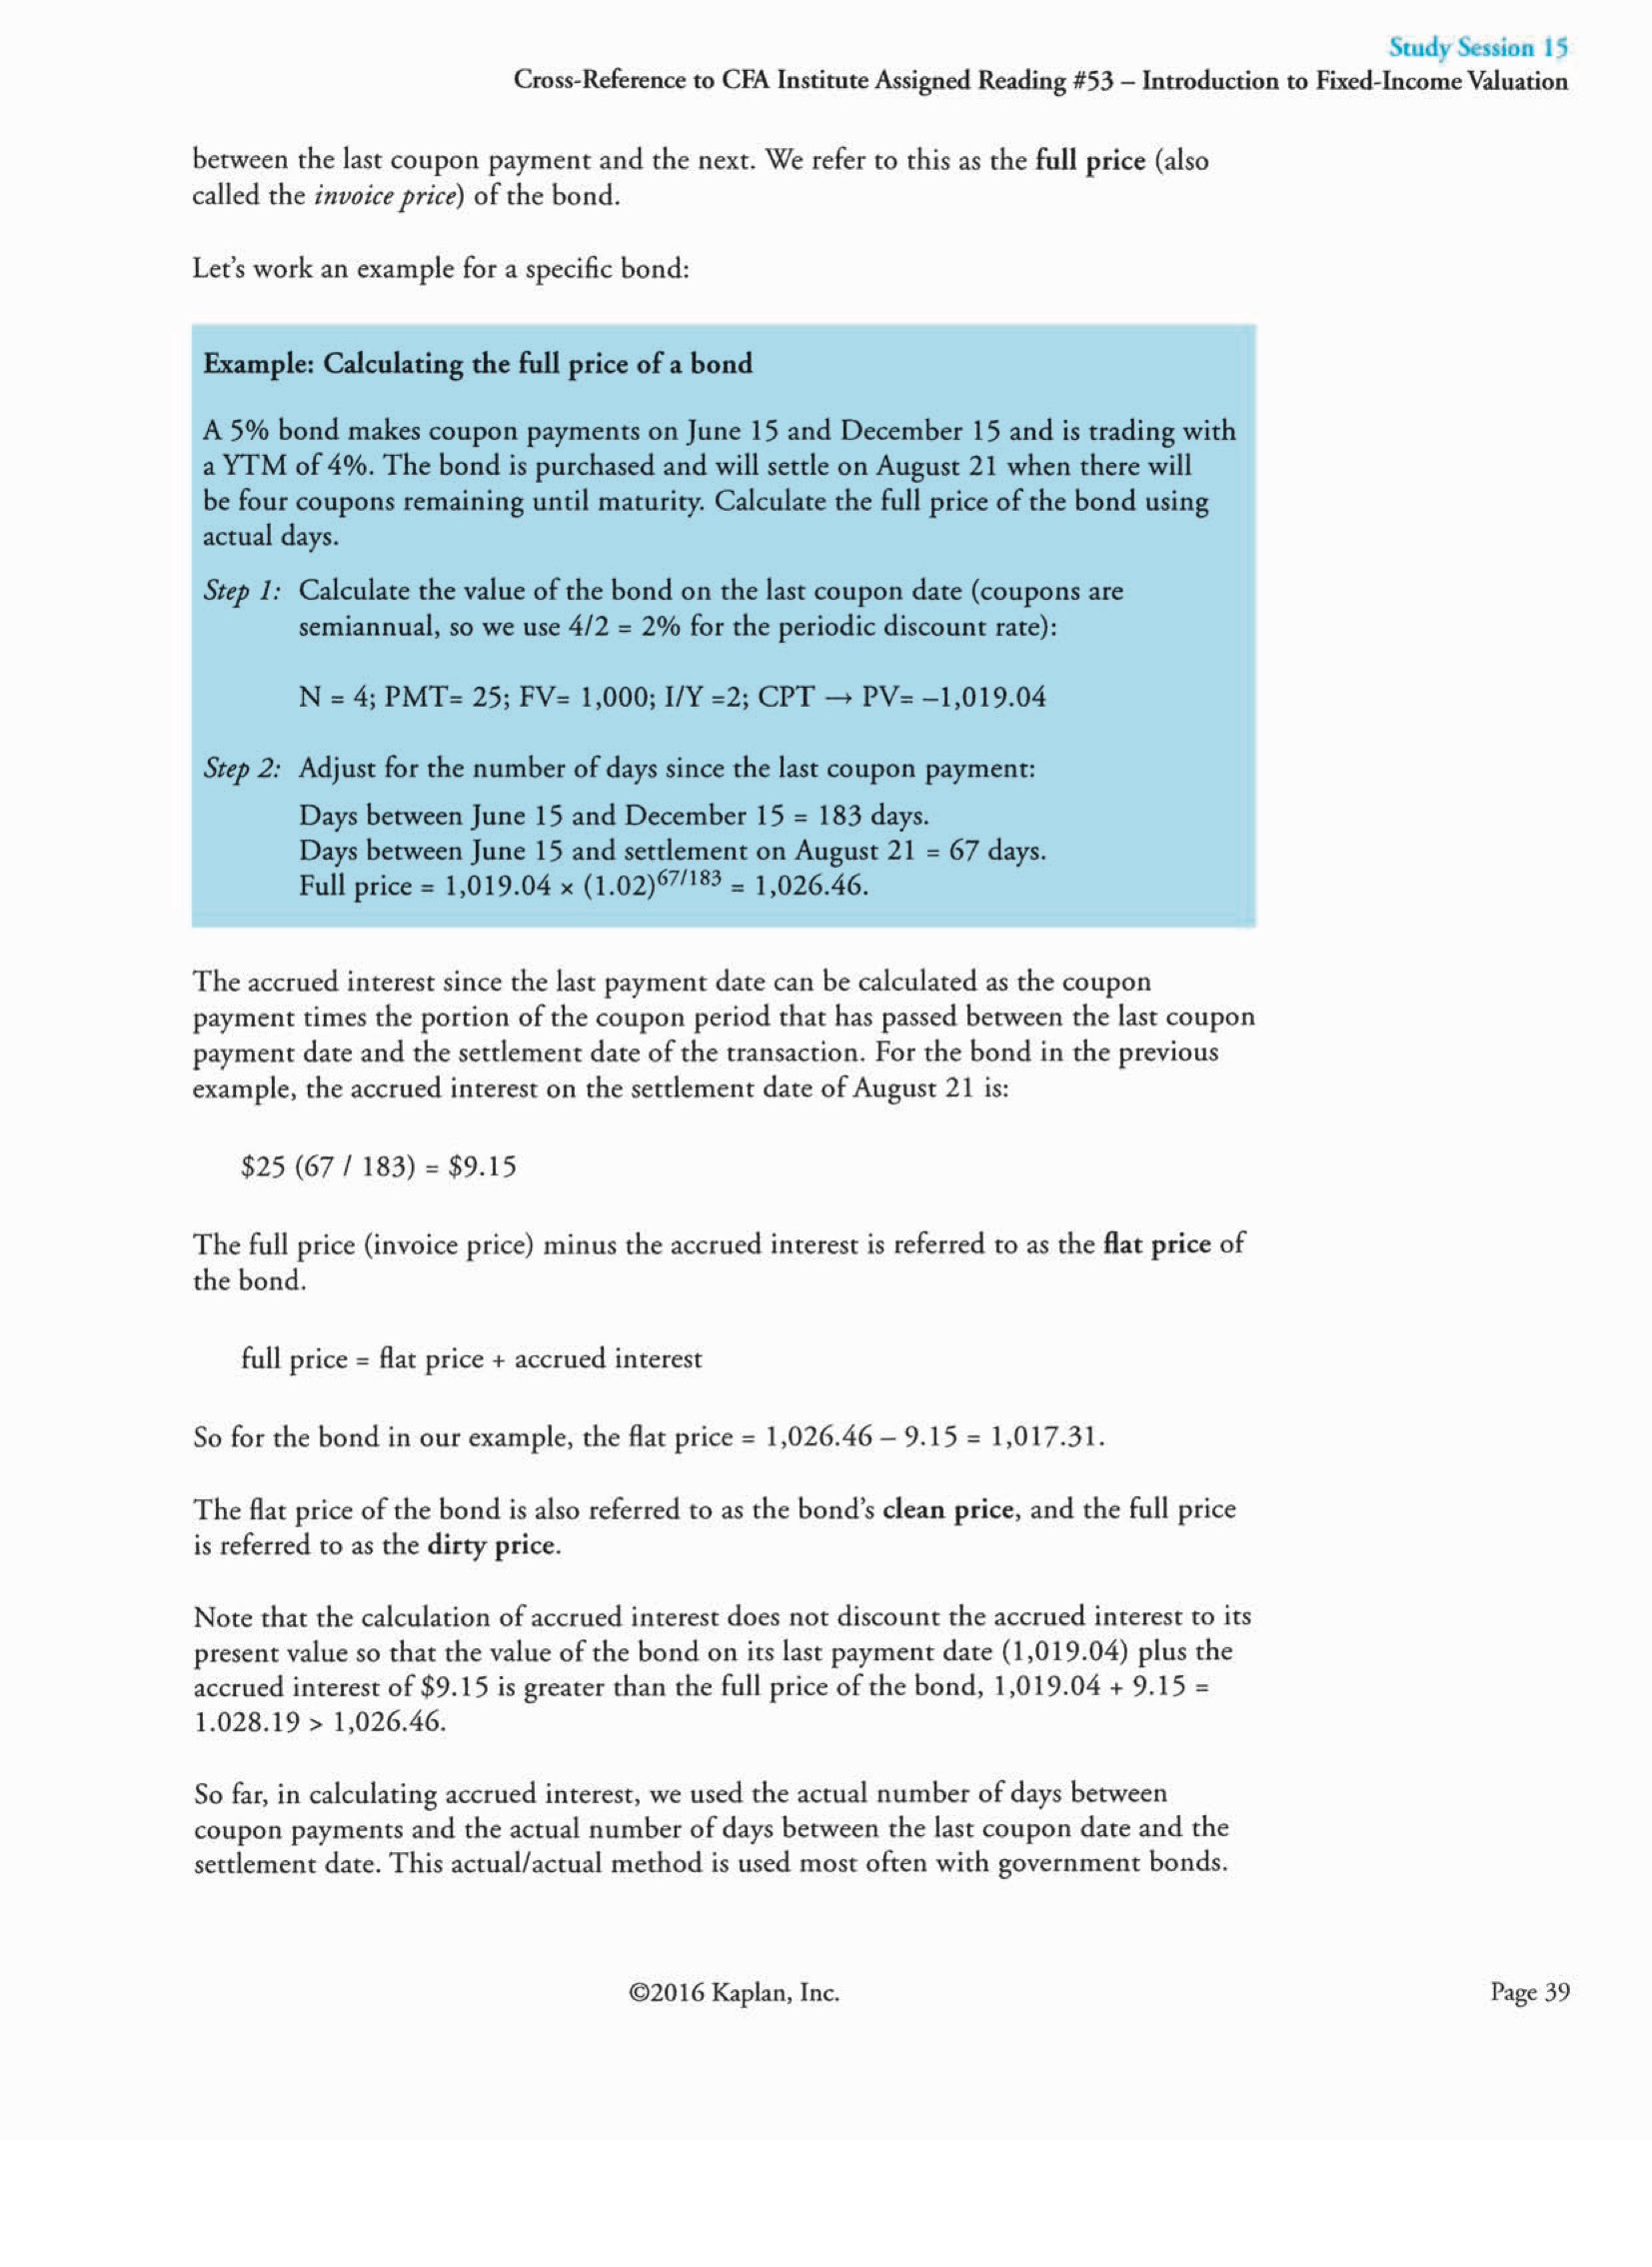 Study Session 15
Cross-Reference to CFA Institute Assigned Reading #53 – Introduction to Fixed-Income Valuation
between the last coupon payment and the next. We refer to this as the full price (also
called the invoice price) of the bond.
Let's work an example for a specific bond:
Example: Calculating the full price of a bond
A 5% bond makes coupon payments on June 15 and December 15 and is trading with
a YTM of 4%. The bond is purchased and will settle on August 21 when there will
be four coupons remaining until maturity. Calculate the full price of the bond using
actual days.
Step 1: Calculate the value of the bond on the last coupon date (coupons are
semiannual, so we use 4/2 = 2% for the periodic discount rate):
N = 4; PMT= 25; FV= 1,000; I/Y =2; CPT → PV= –1,019.04
Step 2: Adjust for the number of days since the last coupon payment:
Days between June 15 and December 15 = 183 days.
Days between June 15 and settlement on August 21 = 67 days.
Full price = 1,019.04 × (1.02)^67/183 = 1,026.46.
The accrued interest since the last payment date can be calculated as the coupon
payment times the portion of the coupon period that has passed between the last coupon
payment date and the settlement date of the transaction. For the bond in the previous
example, the accrued interest on the settlement date of August 21 is:
$25 (67 / 183) = $9.15
The full price (invoice price) minus the accrued interest is referred to as the flat price of
the bond.
full price = flat price + accrued interest
So for the bond in our example, the flat price = 1,026.46 – 9.15 = 1,017.31.
The flat price of the bond is also referred to as the bond's clean price, and the full price
is referred to as the dirty price.
Note that the calculation of accrued interest does not discount the accrued interest to its
present value so that the value of the bond on its last payment date (1,019.04) plus the
accrued interest of $9.15 is greater than the full price of the bond, 1,019.04 + 9.15 =
1.028.19 > 1,026.46.
So far, in calculating accrued interest, we used the actual number of days between
coupon payments and the actual number of days between the last coupon date and the
settlement date. This actual/actual method is used most often with government bonds.
©2016 Kaplan, Inc.
Page 39